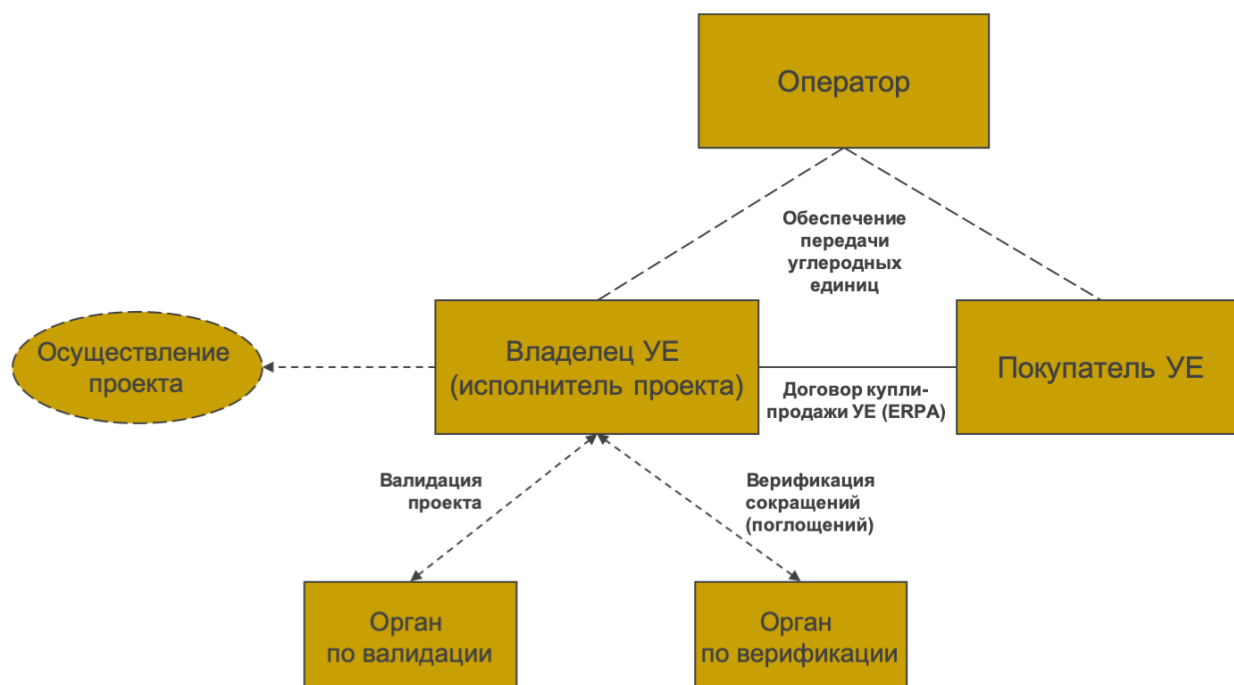 Оператор
Обеспечение
передачи
углеродных
единиц
Осуществление
проекта
Владелец УЕ
(исполнитель проекта)
Договор купли-
продажи УЕ (ERPA)
Покупатель УЕ
Валидация
проекта
Верификация
сокращений
(поглощений)
Орган
по валидации
Орган
по верификации